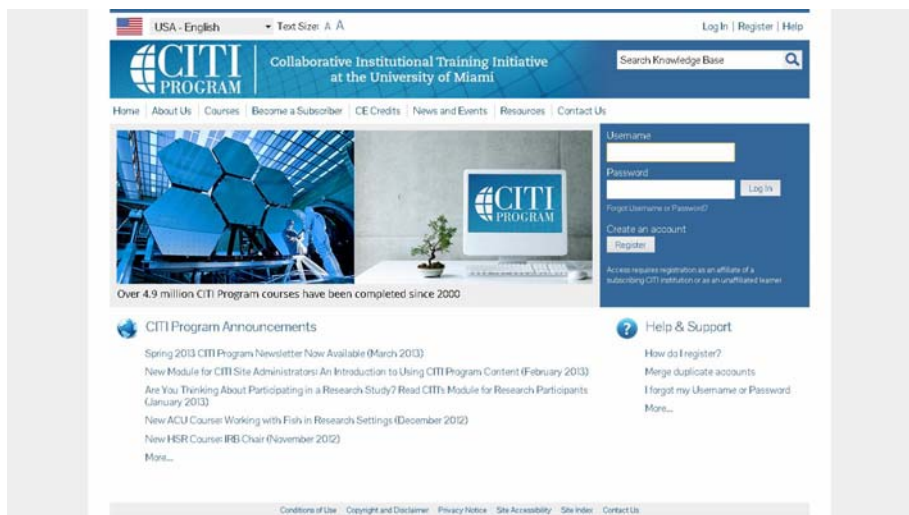 USA - English Text Size: A A Log In | Register | Help
CITI
PROGRAM
Collaborative Institutional Training Initiative
at the University of Miami
Search Knowledge Base
Home About Us Courses Become a Subscriber CE Credits News and Events Resources Contact Us
CITI
PROGRAM
Username
Password
Log In
Forgot Username or Password?
Create an account
Register
Access requires registration as an affiliate of a
subscribing CITI institution or as an unaffiliated learner
Over 4.9 million CITI Program courses have been completed since 2000
CITI Program Announcements
Spring 2013 CITI Program Newsletter Now Available (March 2013)
New Module for CITI Site Administrators: An Introduction to Using CITI Program Content (February 2013)
Are You Thinking About Participating in a Research Study? Read CITI's Module for Research Participants
(January 2013)
New ACU Course: Working with Fish in Research Settings (December 2012)
New HSR Course: IRB Chair (November 2012)
More...
Help & Support
How do I register?
Merge duplicate accounts
I forgot my Username or Password
More...
Conditions of Use Copyright and Disclaimer Privacy Notice Site Accessibility Site Index Contact Us